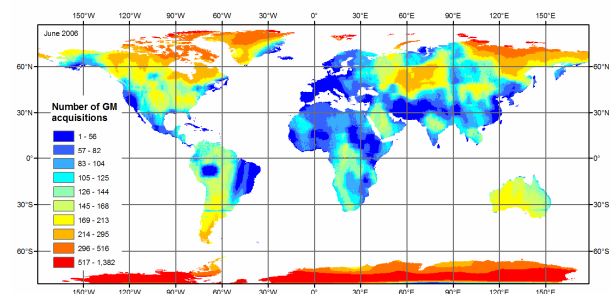 150°W 120°W 90°W 60°W 30°W 0° 30°E 60°E 90°E 120°E 150°E
June 2006
60°N 60°N
30°N 30°N
Number of GM
acquisitions
1 - 56
57 - 82
83 - 104
0° 0°
105 - 125
126 - 144
145 - 168
30°S 30°S
169 - 213
214 - 295
296 - 516
60°S 60°S
517 - 1,382
150°W 120°W 90°W 60°W 30°W 0° 30°E 60°E 90°E 120°E 150°E